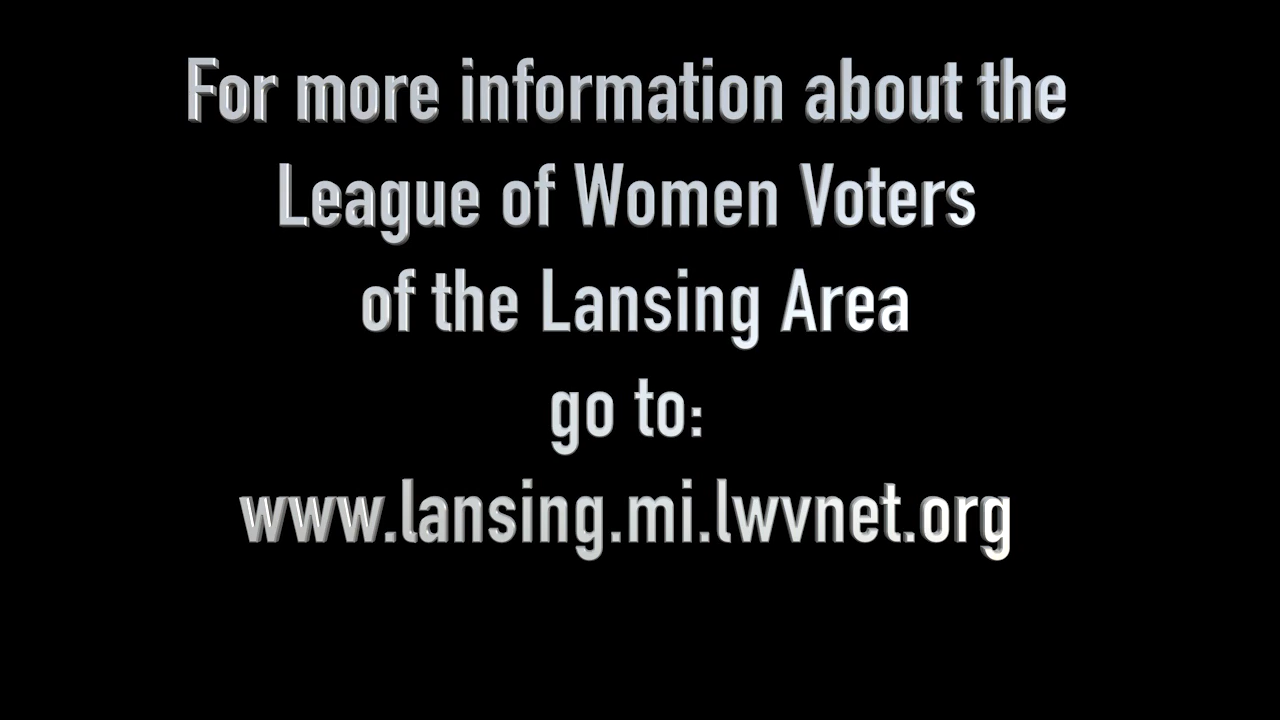 For more information about the
League of Women Voters
of the Lansing Area
go to:
www.lansing.mi.lwvnet.org